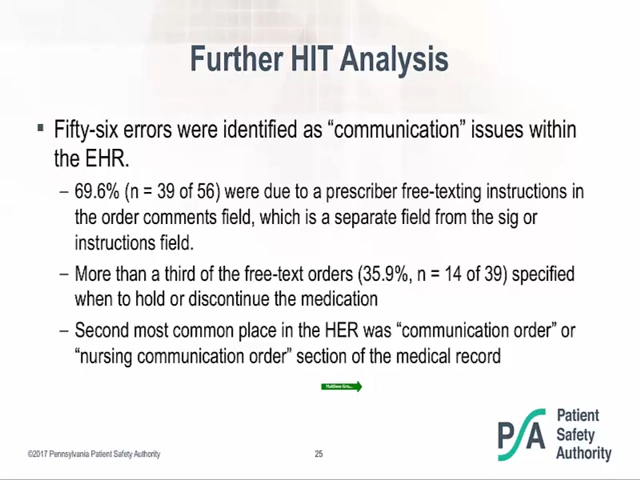 Further HIT Analysis
▪ Fifty-six errors were identified as “communication” issues within
the EHR.
– 69.6% (n = 39 of 56) were due to a prescriber free-texting instructions in
the order comments field, which is a separate field from the sig or
instructions field.
– More than a third of the free-text orders (35.9%, n = 14 of 39) specified
when to hold or discontinue the medication
– Second most common place in the HER was “communication order” or
“nursing communication order” section of the medical record
PSA
Patient
Safety
Authority
©2017 Pennsylvania Patient Safety Authority
25